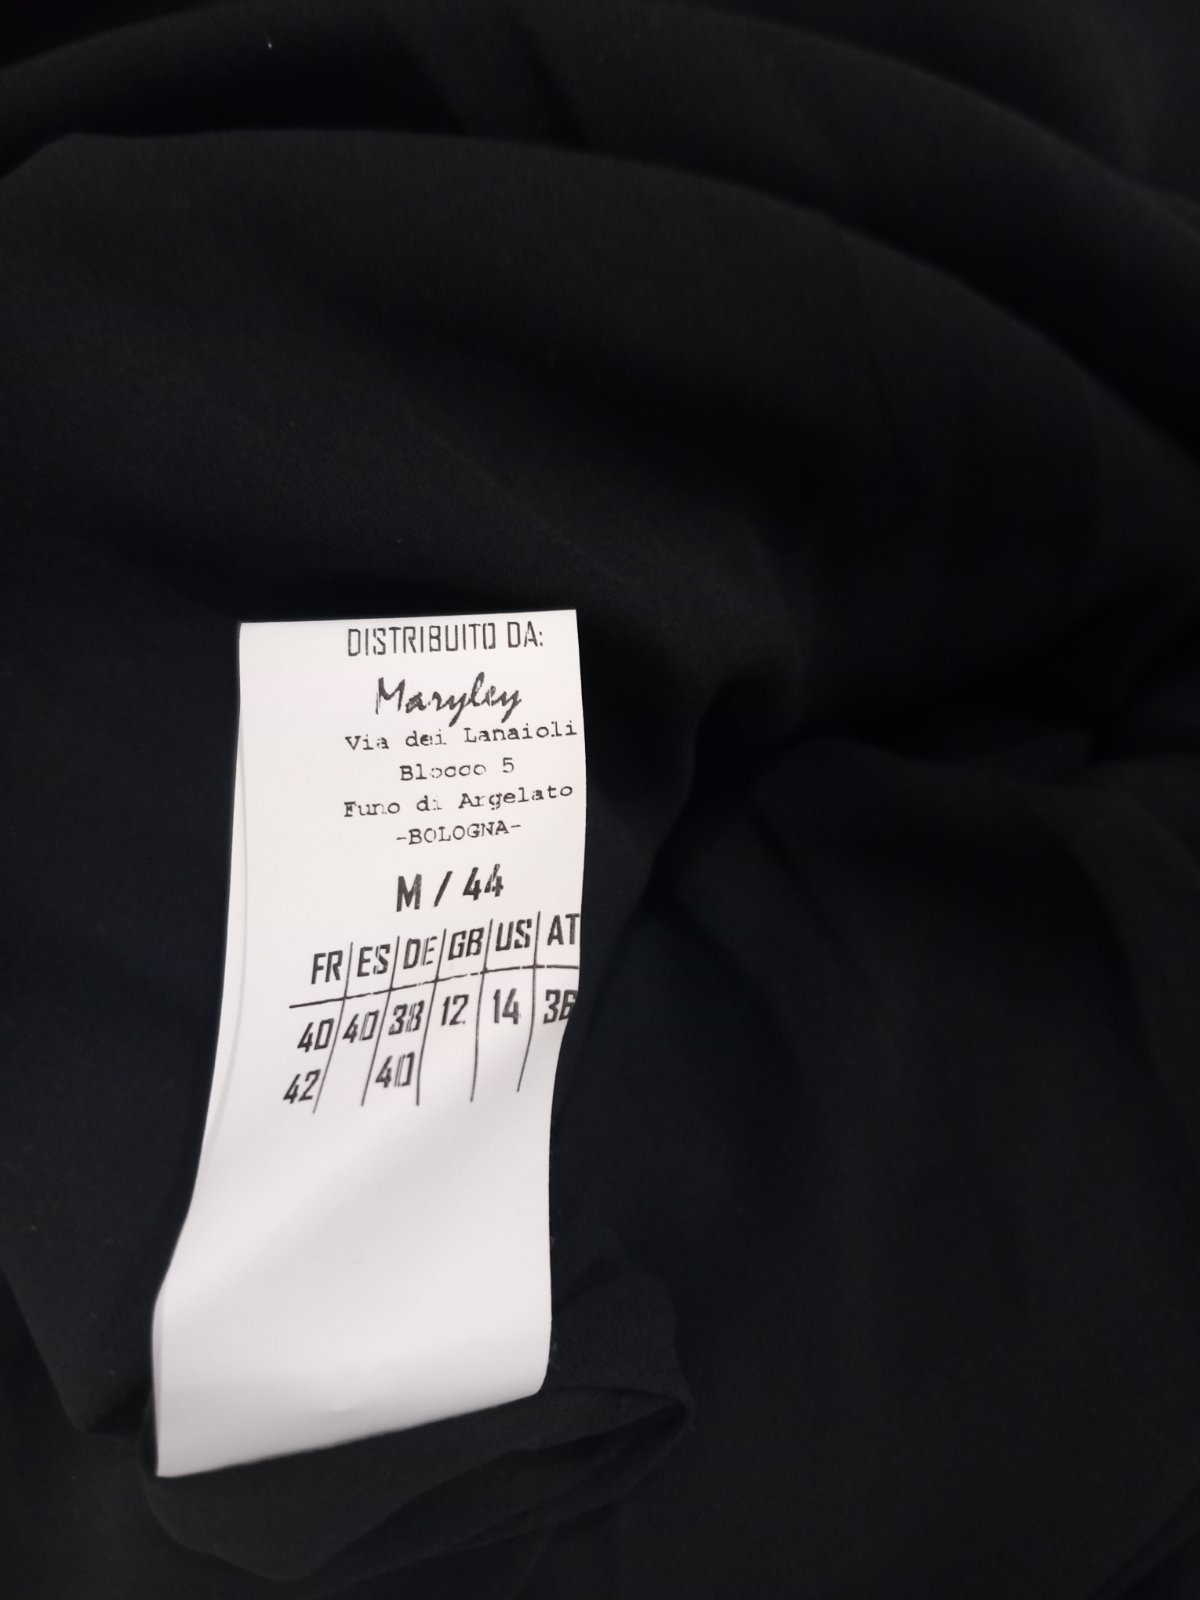 DISTRIBUITO DA:
Maryley
Via dei Lanaioli
Blocco 5
Funo di Argelato
-BOLOGNA-
M / 44
FR ES DE GB US AT
40 40 38 12 14 36
42 40